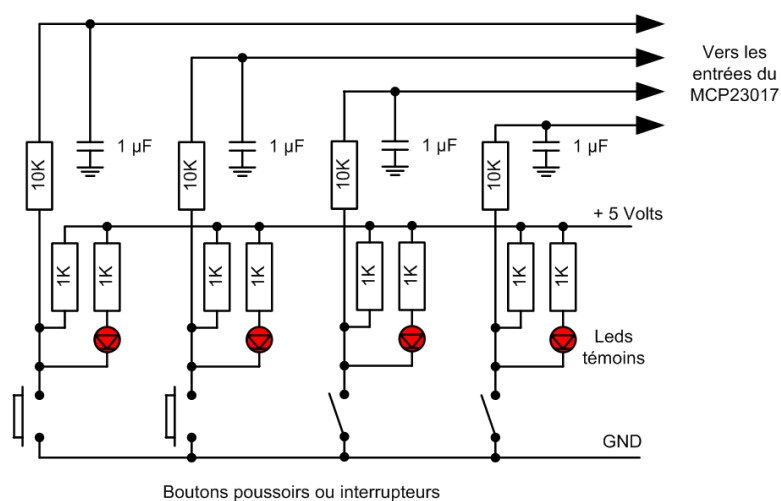 Vers les
entrées du
MCP23017
1 µF
1 µF
1 µF
1 µF
10K
10K
10K
10K
+ 5 Volts
1K
1K
1K
1K
1K
1K
1K
1K
Leds
témoins
GND
Boutons poussoirs ou interrupteurs